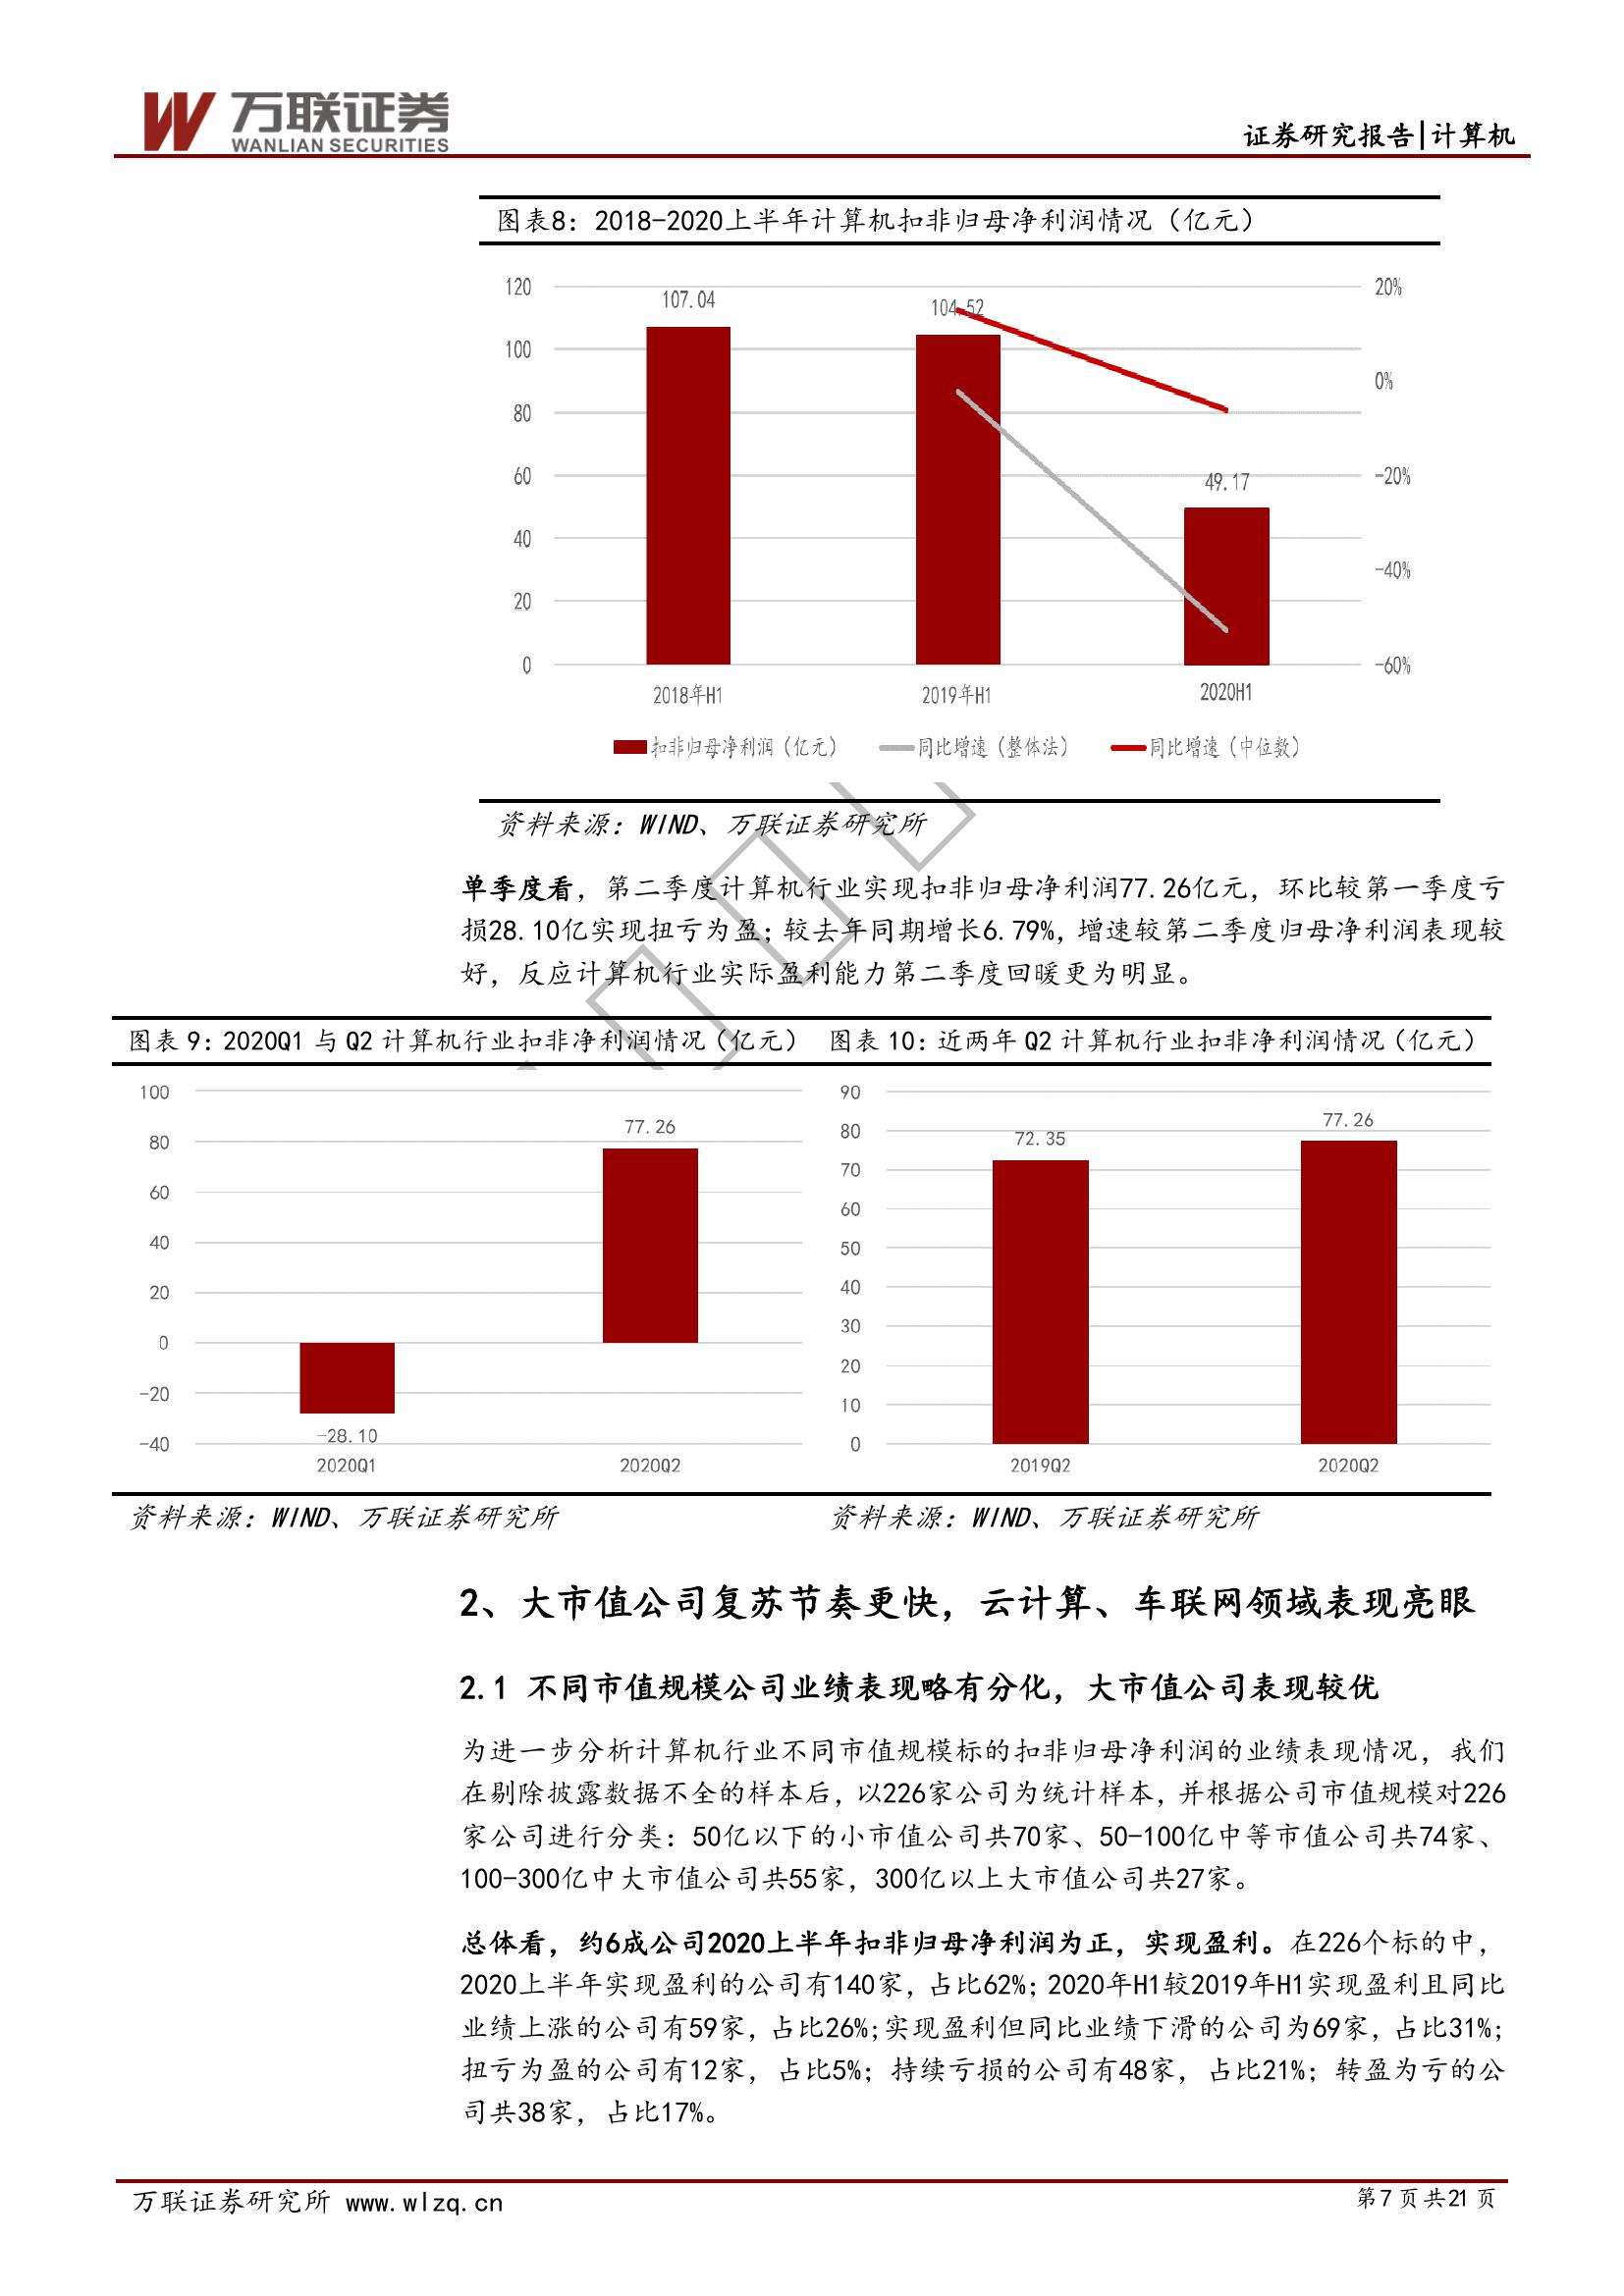 万联证券
WANLIAN SECURITIES
证券研究报告|计算机
图表8：2018-2020上半年计算机扣非归母净利润情况（亿元）
120
100
80
60
40
20
0
20%
0%
-20%
-40%
-60%
107.04
104.52
49.17
2018年H1
2019年H1
2020H1
扣非归母净利润（亿元）
同比增速（整体法）
同比增速（中位数）
资料来源：WIND、万联证券研究所
单季度看，第二季度计算机行业实现扣非归母净利润77.26亿元，环比较第一季度亏
损28.10亿实现扭亏为盈；较去年同期增长6.79%，增速较第二季度归母净利润表现较
好，反应计算机行业实际盈利能力第二季度回暖更为明显。
图表 9：2020Q1 与 Q2 计算机行业扣非净利润情况（亿元）
100
80
60
40
20
0
-20
-40
77.26
-28.10
2020Q1
2020Q2
资料来源：WIND、万联证券研究所
图表 10：近两年 Q2 计算机行业扣非净利润情况（亿元）
90
80
70
60
50
40
30
20
10
0
72.35
77.26
2019Q2
2020Q2
资料来源：WIND、万联证券研究所
2、大市值公司复苏节奏更快，云计算、车联网领域表现亮眼
2.1 不同市值规模公司业绩表现略有分化，大市值公司表现较优
为进一步分析计算机行业不同市值规模标的扣非归母净利润的业绩表现情况，我们
在剔除披露数据不全的样本后，以226家公司为统计样本，并根据公司市值规模对226
家公司进行分类：50亿以下的小市值公司共70家、50-100亿中等市值公司共74家、
100-300亿中大市值公司共55家，300亿以上大市值公司共27家。
总体看，约6成公司2020上半年扣非归母净利润为正，实现盈利。在226个标的中，
2020上半年实现盈利的公司有140家，占比62%；2020年H1较2019年H1实现盈利且同比
业绩上涨的公司有59家，占比26%；实现盈利但同比业绩下滑的公司为69家，占比31%；
扭亏为盈的公司有12家，占比5%；持续亏损的公司有48家，占比21%；转盈为亏的公
司共38家，占比17%。
万联证券研究所 www.wlzq.cn
第 7 页 共 21 页